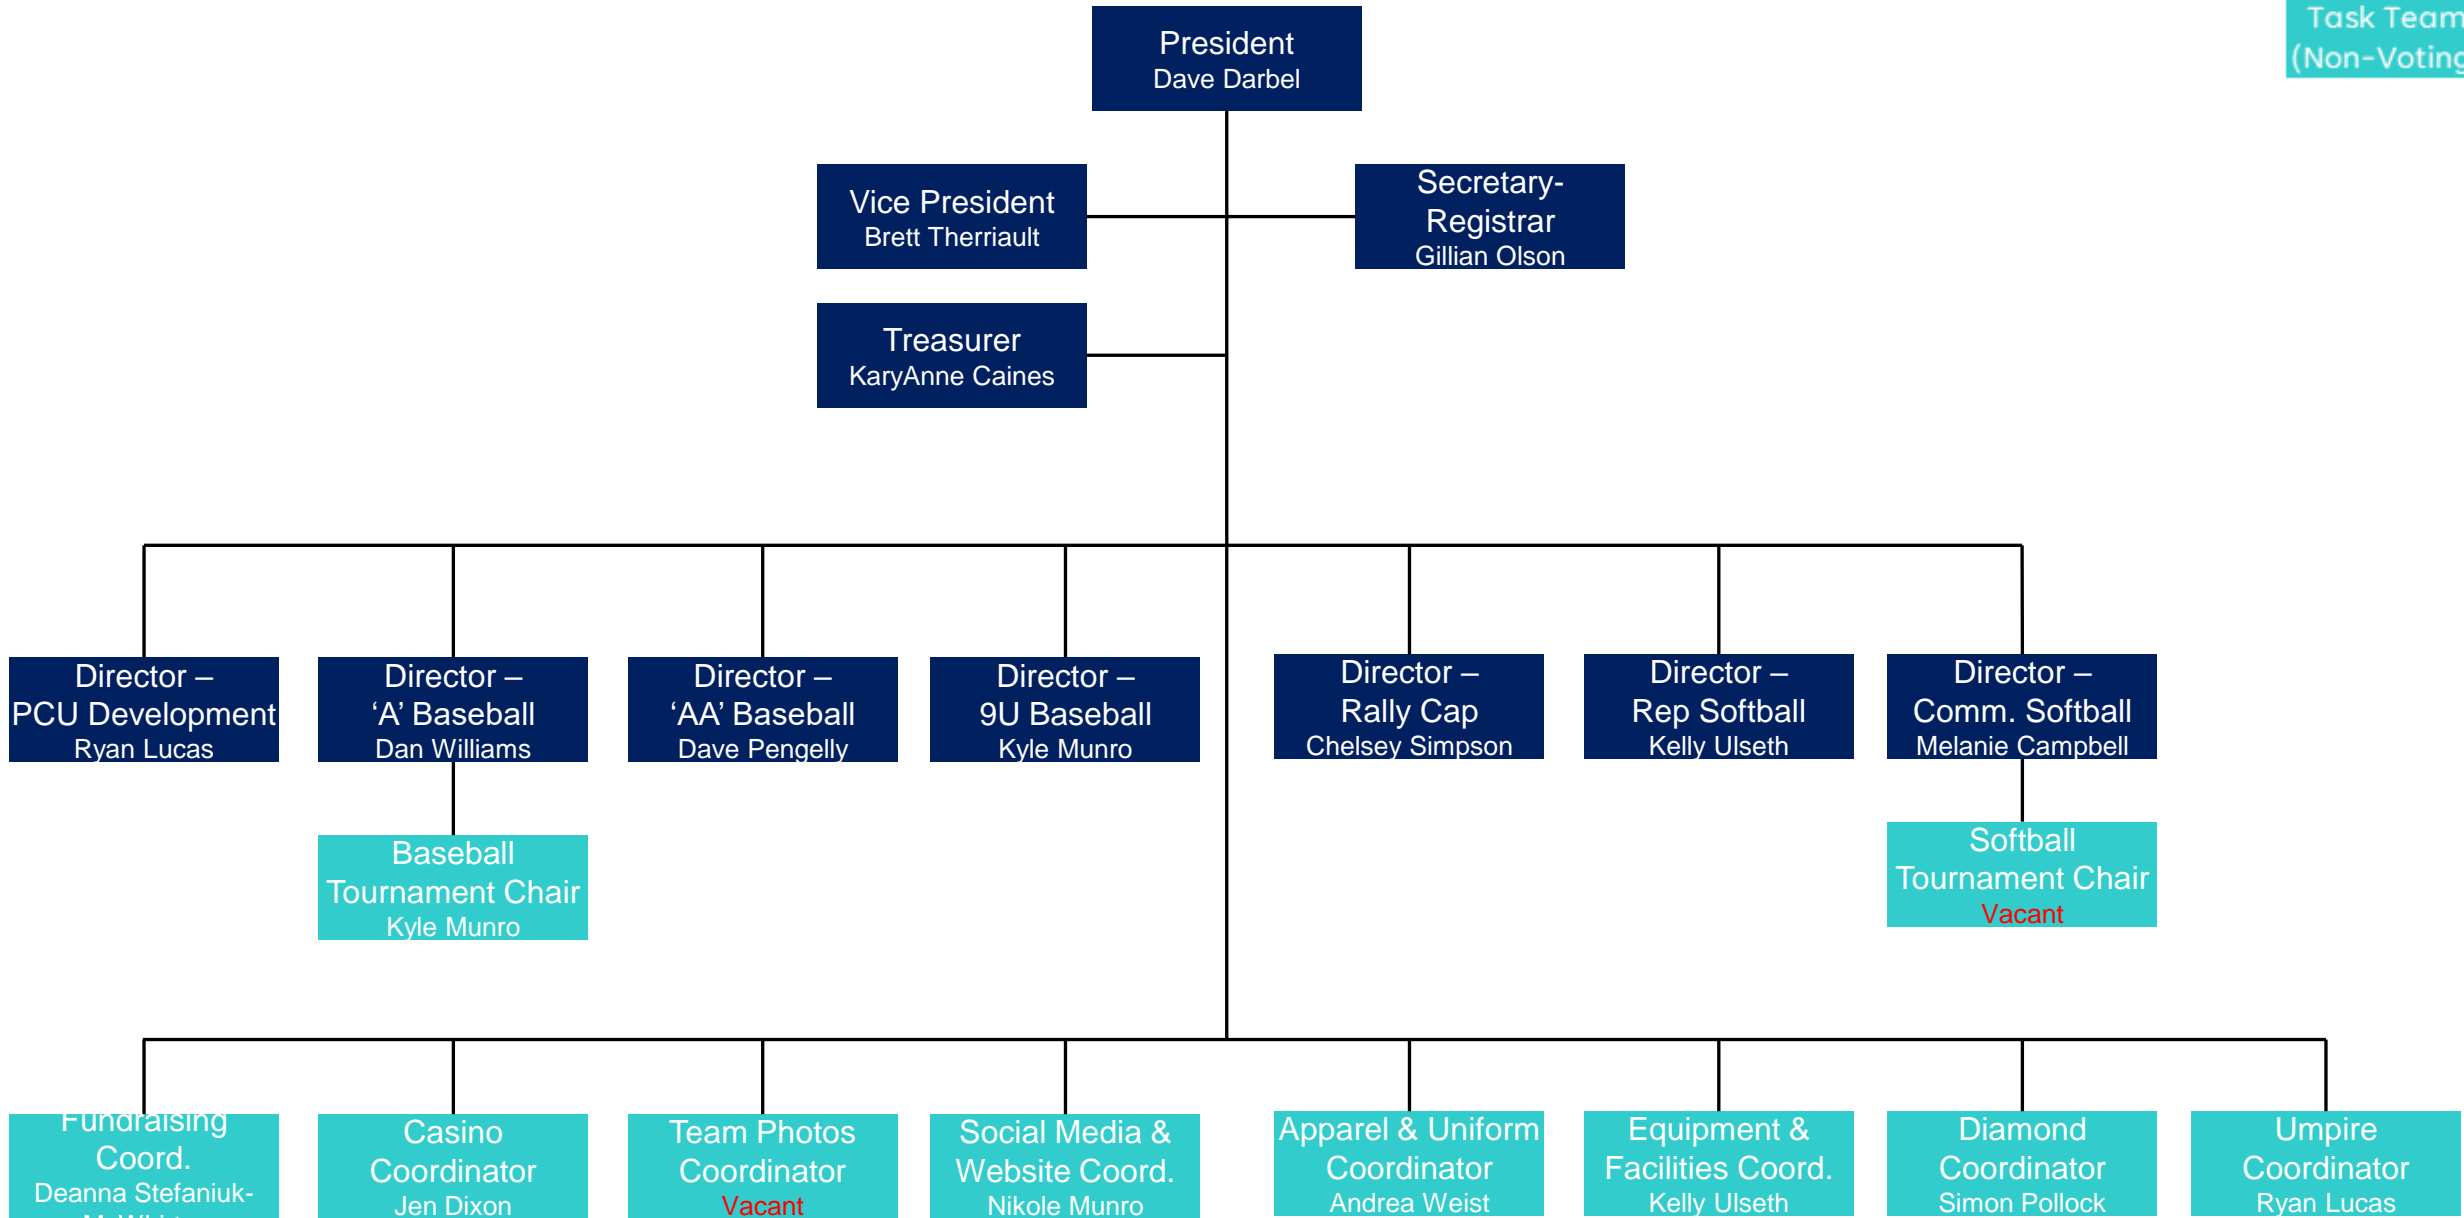 Task Team
(Non-Voting
President
Dave Darbel
Vice President
Brett Therriault
Secretary-
Registrar
Gillian Olson
Treasurer
KaryAnne Caines
Director –
PCU Development
Ryan Lucas
Director –
‘A’ Baseball
Dan Williams
Director –
‘AA’ Baseball
Dave Pengelly
Director –
9U Baseball
Kyle Munro
Director –
Rally Cap
Chelsey Simpson
Director –
Rep Softball
Kelly Ulseth
Director –
Comm. Softball
Melanie Campbell
Baseball
Tournament Chair
Kyle Munro
Softball
Tournament Chair
Vacant
Fundraising
Coord.
Deanna Stefaniuk-
Casino
Coordinator
Jen Dixon
Team Photos
Coordinator
Vacant
Social Media &
Website Coord.
Nikole Munro
Apparel & Uniform
Coordinator
Andrea Weist
Equipment &
Facilities Coord.
Kelly Ulseth
Diamond
Coordinator
Simon Pollock
Umpire
Coordinator
Ryan Lucas